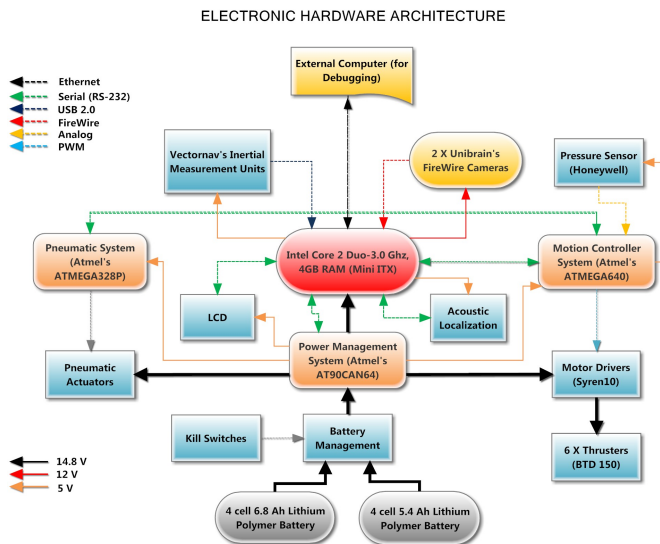 ELECTRONIC HARDWARE ARCHITECTURE
External Computer (for
Debugging)
Ethernet
Serial (RS-232)
USB 2.0
FireWire
Analog
PWM
Vectornav's Inertial
Measurement Units
2 X Unibrain's
FireWire Cameras
Pressure Sensor
(Honeywell)
Pneumatic System
(Atmel's
ATMEGA328P)
Intel Core 2 Duo-3.0 Ghz,
4GB RAM (Mini ITX)
Motion Controller
System (Atmel's
ATMEGA640)
LCD
Acoustic
Localization
Power Management
System (Atmel's
AT90CAN64)
Pneumatic
Actuators
Motor Drivers
(Syren10)
Kill Switches
Battery
Management
6 X Thrusters
(BTD 150)
14.8 V
12 V
5 V
4 cell 6.8 Ah Lithium
Polymer Battery
4 cell 5.4 Ah Lithium
Polymer Battery